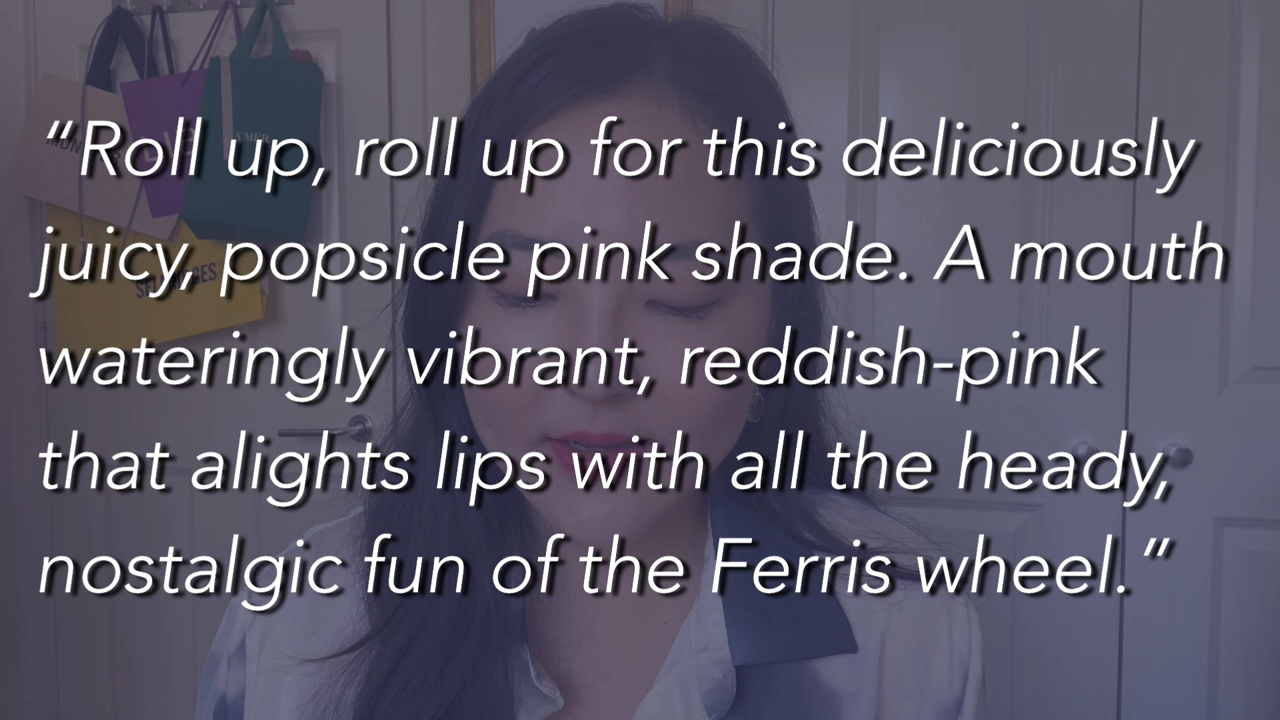 “Roll up, roll up for this deliciously
juicy, popsicle pink shade. A mouth
wateringly vibrant, reddish-pink
that alights lips with all the heady,
nostalgic fun of the Ferris wheel.”